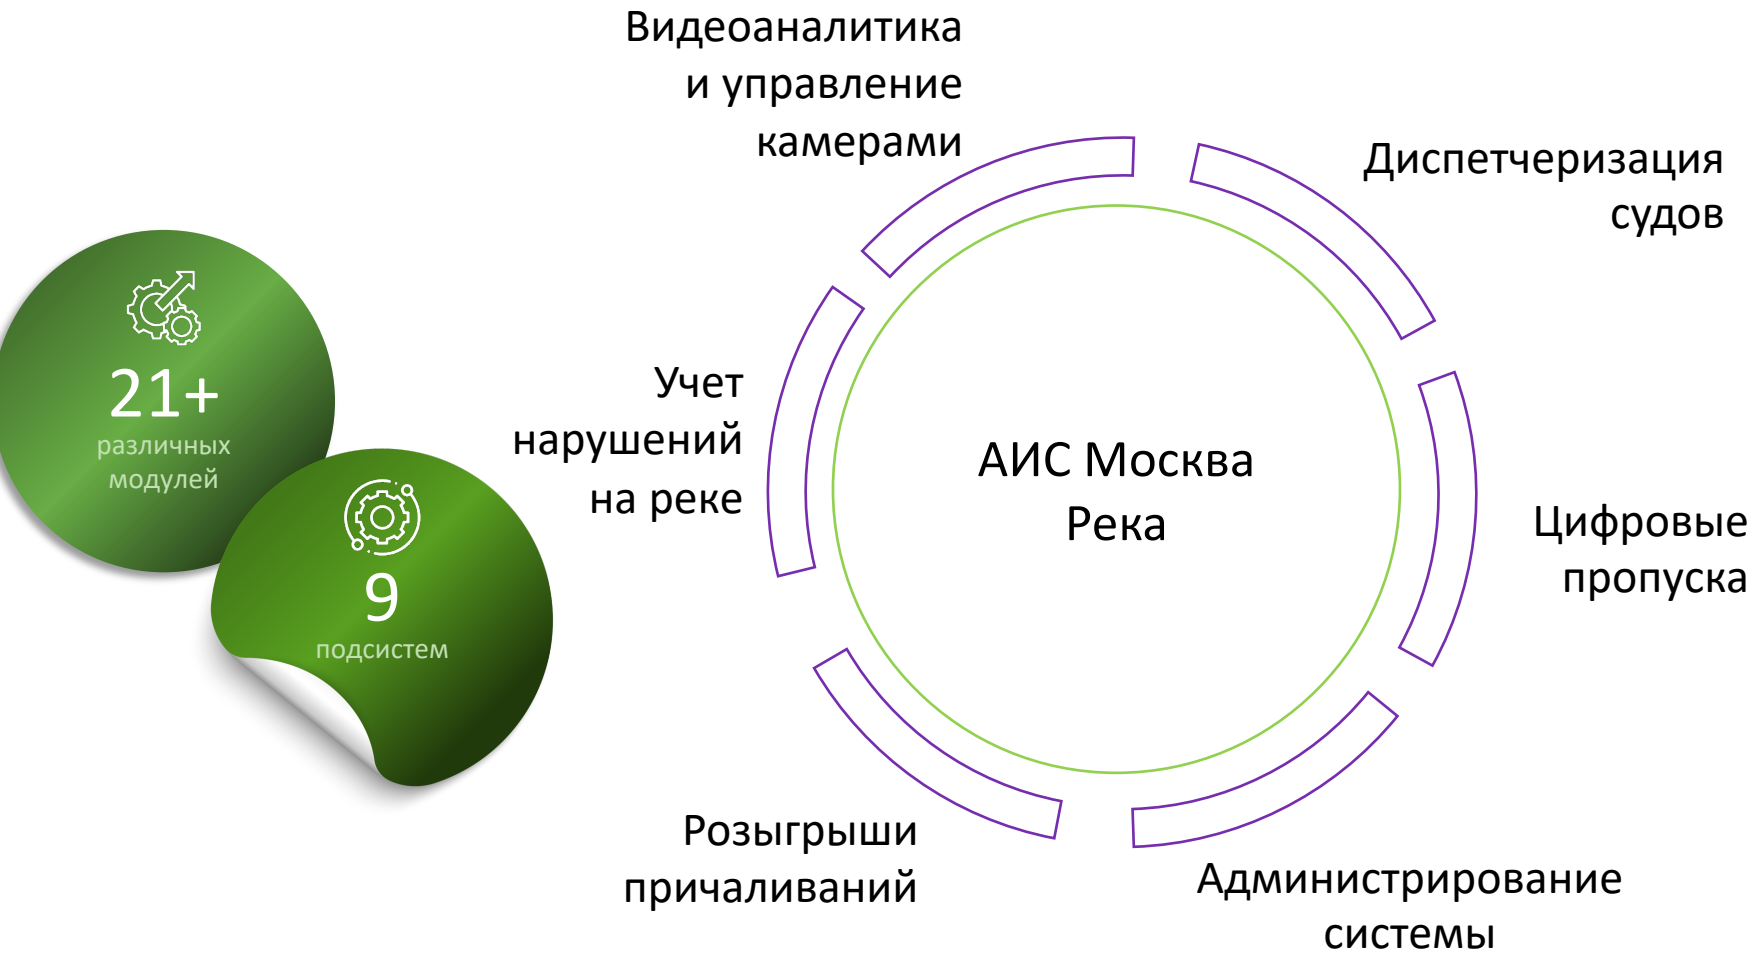 Видеоаналитика
и управление
камерами
Диспетчеризация
судов
21+
различных
модулей
9
подсистем
Учет
нарушений
на реке
АИС Москва
Река
Цифровые
пропуска
Розыгрыши
причаливаний
Администрирование
системы